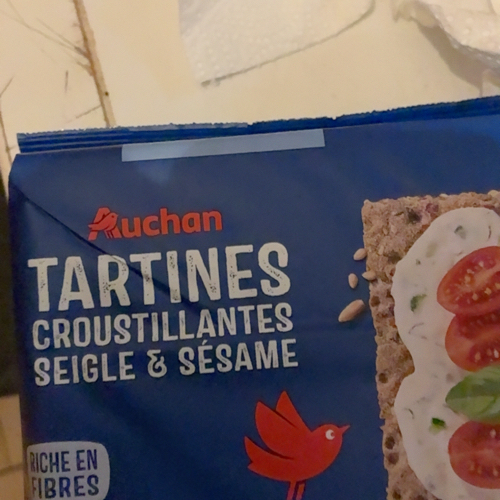 Auchan
TARTINES
CROUSTILLANTES
SEIGLE & SÉSAME
RICHE EN
FIBRES